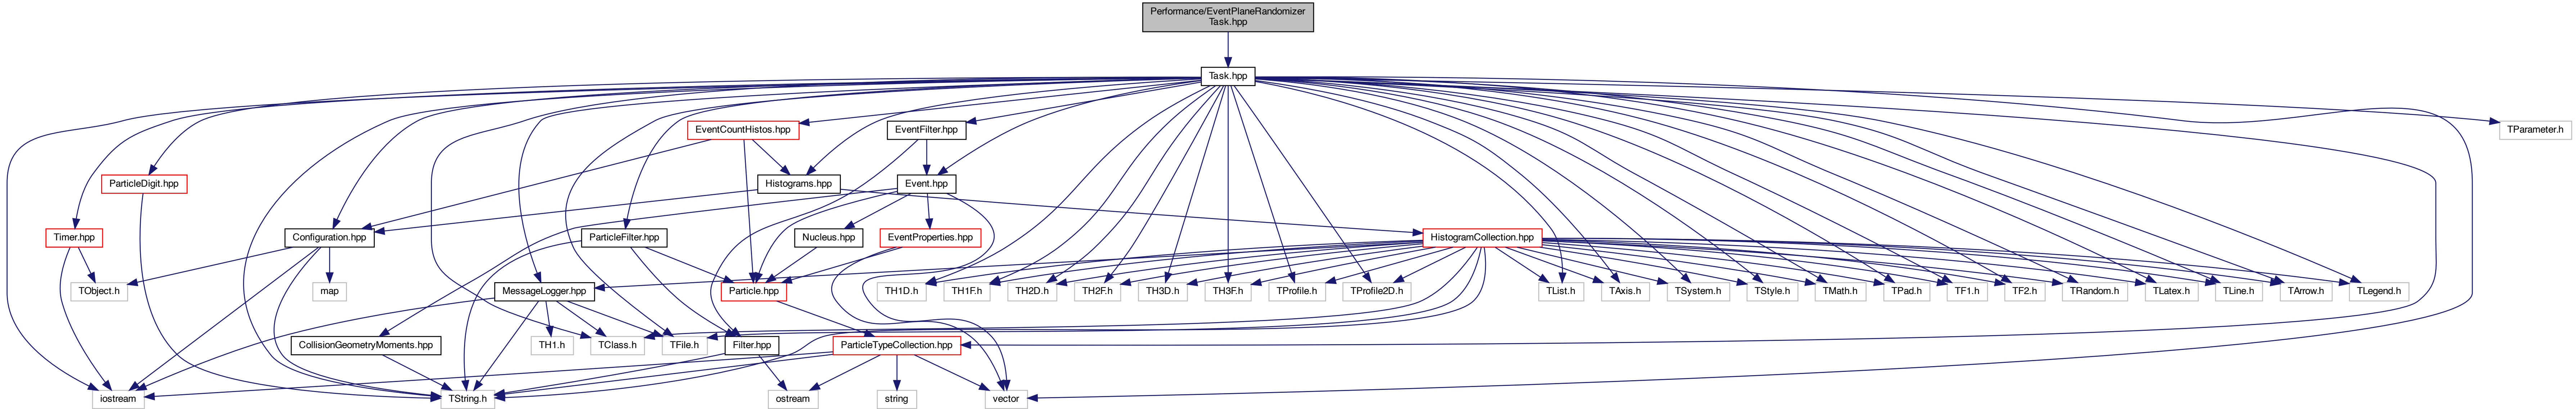 Performance/EventPlaneRandomizer
Task.hpp
Task.hpp
EventCountHistos.hpp
EventFilter.hpp
TParameter.h
ParticleDigit.hpp
Histograms.hpp
Event.hpp
Timer.hpp
Configuration.hpp
ParticleFilter.hpp
Nucleus.hpp
EventProperties.hpp
HistogramCollection.hpp
TObject.h
map
MessageLogger.hpp
Particle.hpp
TH1D.h
TH1F.h
TH2D.h
TH2F.h
TH3D.h
TH3F.h
TProfile.h
TProfile2D.h
TList.h
TAxis.h
TSystem.h
TStyle.h
TMath.h
TPad.h
TF1.h
TF2.h
TRandom.h
TLatex.h
TLine.h
TArrow.h
TLegend.h
CollisionGeometryMoments.hpp
TH1.h
TClass.h
TFile.h
Filter.hpp
ParticleTypeCollection.hpp
iostream
TString.h
ostream
string
vector